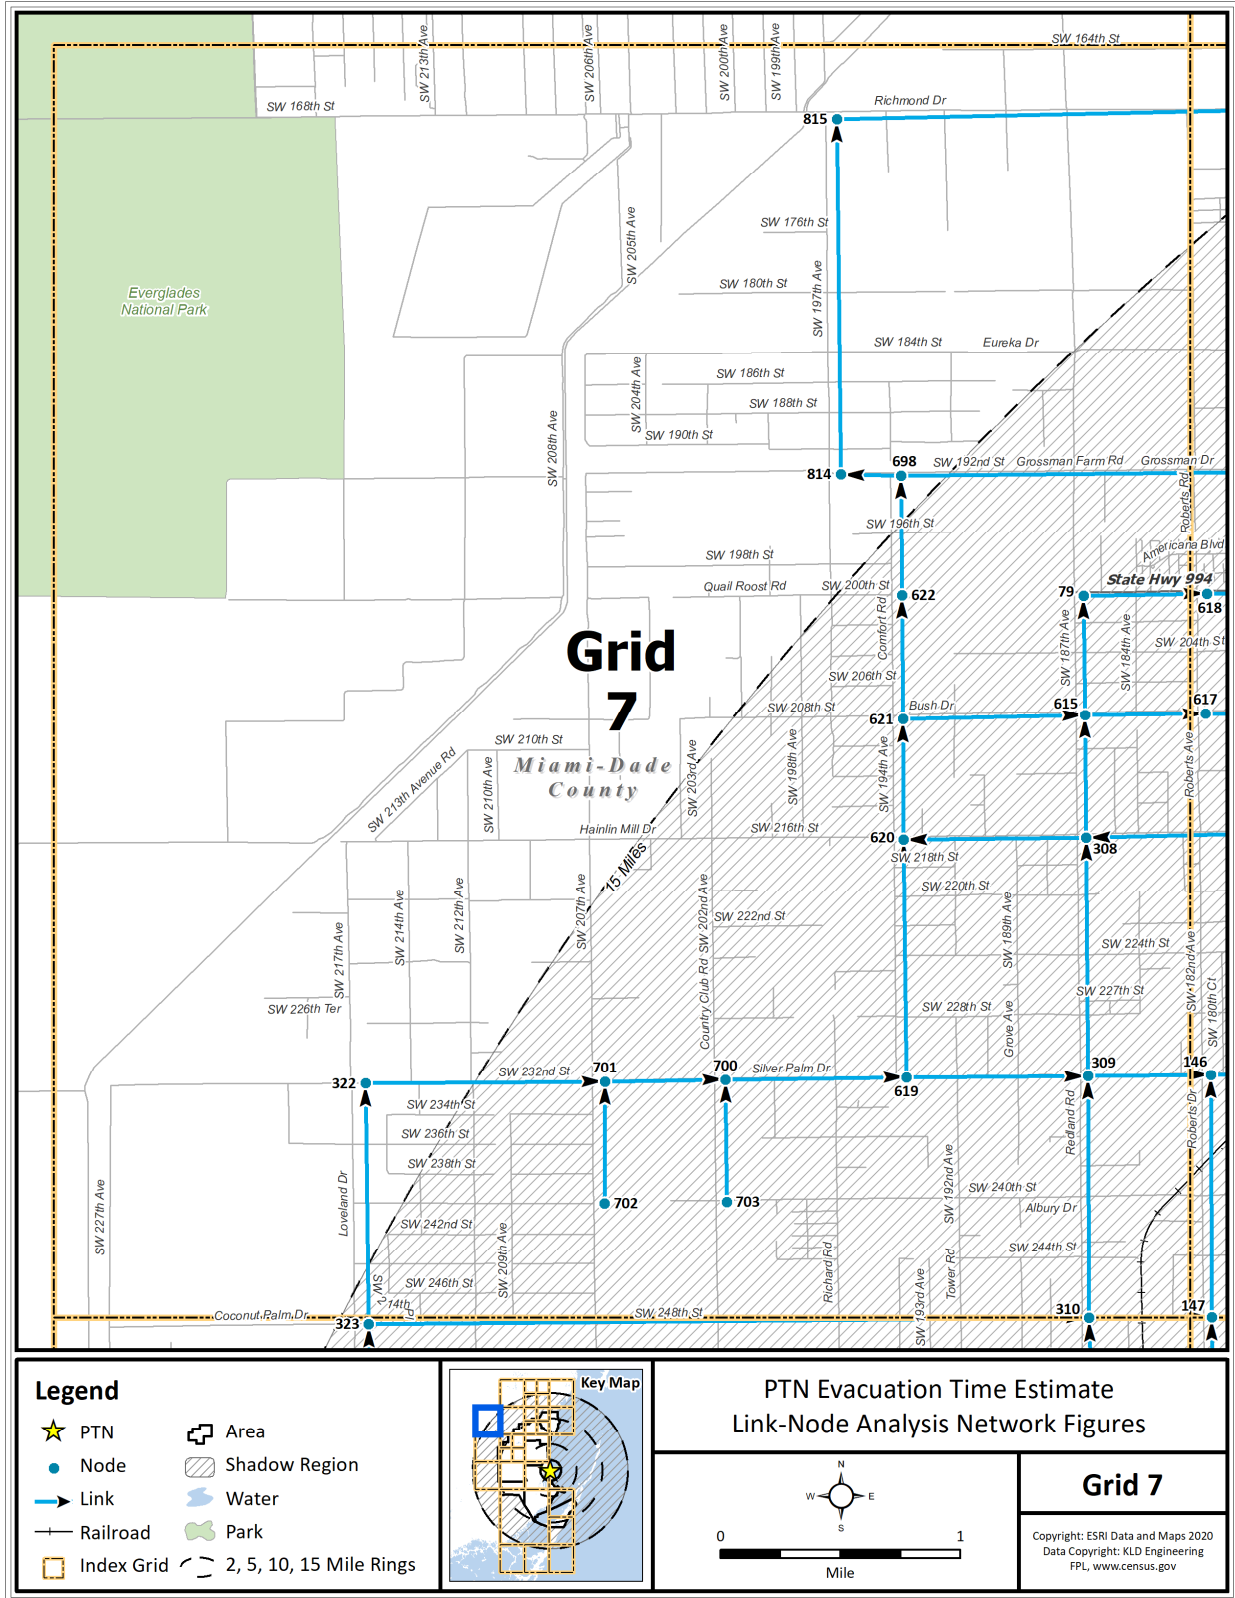 SW 164th St
SW 213th Ave
SW 206th Ave
SW 200th Ave
SW 199th Ave
SW 168th St
Richmond Dr
815
SW 176th St
SW 205th Ave
SW 180th St
SW 197th Ave
Everglades
National Park
SW 184th St
Eureka Dr
SW 186th St
SW 204th Ave
SW 188th St
SW 190th St
SW 208th Ave
698
814
SW 192nd St
Grossman Farm Rd
Grossman Dr
Roberts Rd
SW 196th St
Americana Blvd
SW 198th St
Quail Roost Rd
SW 200th St
State Hwy 994
79
618
622
Comfort Rd
SW 187th Ave
SW 184th Ave
SW 204th St
Grid
7
SW 206th St
SW 208th St
621
Bush Dr
615
617
SW 210th St
Miami-Dade
County
SW 213th Avenue Rd
SW 210th Ave
SW 203rd Ave
SW 198th Ave
SW 194th Ave
Roberts Ave
Hainlin Mill Dr
SW 216th St
620
308
15 Miles
SW 218th St
SW 220th St
SW 217th Ave
SW 214th Ave
SW 212th Ave
SW 207th Ave
SW 202nd Ave
Country Club Rd
SW 222nd St
SW 189th Ave
SW 224th St
SW 182nd Ave
SW 227th St
SW 180th Ct
SW 226th Ter
SW 228th St
Grove Ave
322
SW 232nd St
701
700
Silver Palm Dr
619
309
146
SW 234th St
SW 236th St
SW 238th St
Redland Rd
Roberts Dr
SW 227th Ave
Loveland Dr
702
703
SW 192nd Ave
SW 240th St
Albury Dr
SW 242nd St
SW 209th Ave
SW 244th St
Richard Rd
Tower Rd
SW 246th St
SW 214th Pl
SW 193rd Ave
Coconut Palm Dr
323
SW 248th St
310
147
Legend
PTN
Area
Node
Shadow Region
Link
Water
Railroad
Park
Index Grid
2, 5, 10, 15 Mile Rings
Key Map
PTN Evacuation Time Estimate
Link-Node Analysis Network Figures
N
W
E
S
0
1
Mile
Grid 7
Copyright: ESRI Data and Maps 2020
Data Copyright: KLD Engineering
FPL, www.census.gov